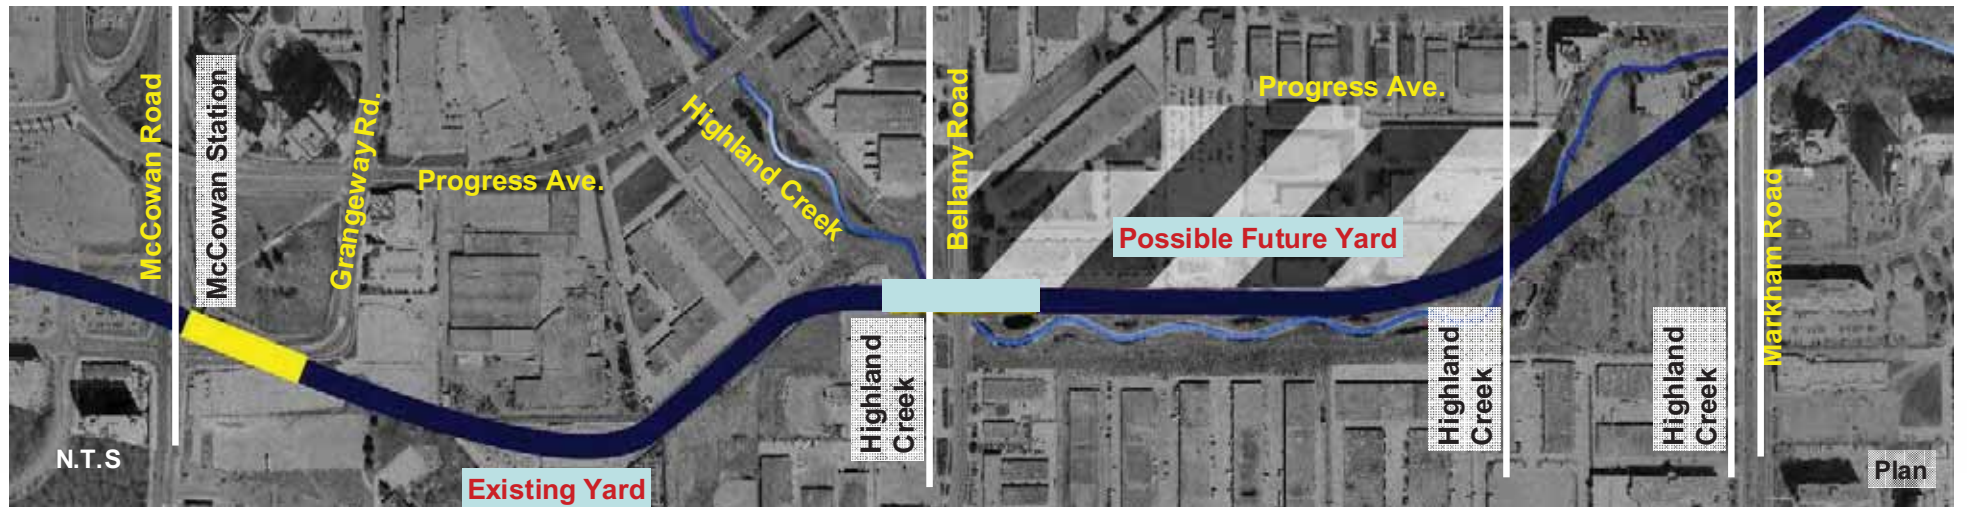 McCowan Road
McCowan Station
Grangeway Rd.
Progress Ave.
Highland Creek
Bellamy Road
Progress Ave.
Possible Future Yard
Markham Road
Highland
Creek
Highland
Creek
Highland
Creek
N.T.S
Existing Yard
Plan